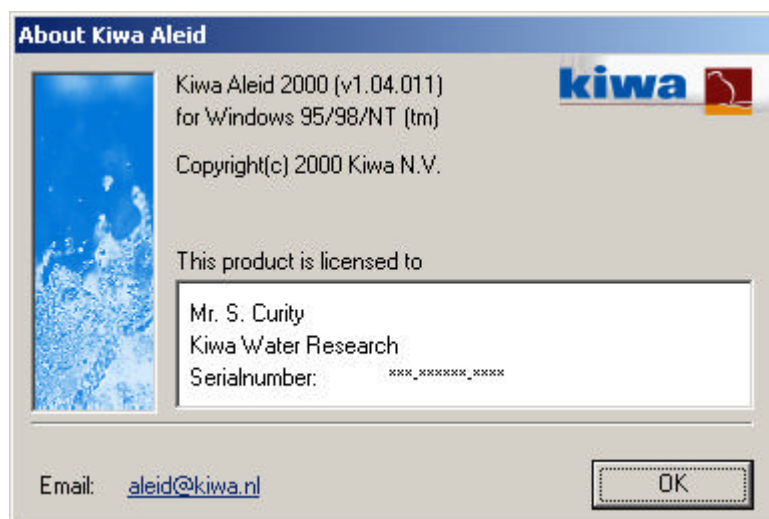 About Kiwa Aleid
Kiwa Aleid 2000 (v1.04.011)
for Windows 95/98/NT (tm)
kiwa
Copyright(c) 2000 Kiwa N.V.
This product is licensed to
Mr. S. Curity
Kiwa Water Research
Serialnumber: ***-******-****
Email: aleid@kiwa.nl
OK